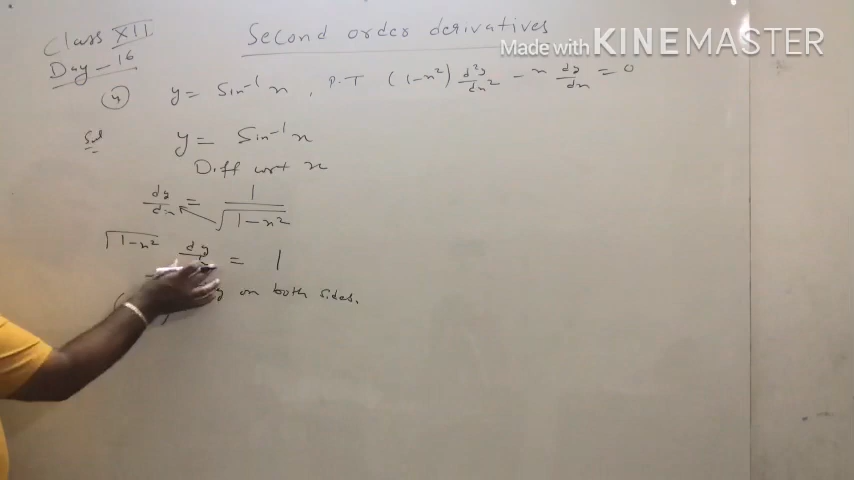 Class XII
Second order derivatives
Made with KINEMASTER
Day - 16
4 y = Sin⁻¹ x , P.T (1-x²) d²y/dx² - x dy/dx = 0
Sol y = Sin⁻¹ x
Diff wrt x
dy/dx = 1/√(1-x²)
√(1-x²) dy = 1
on both sides.